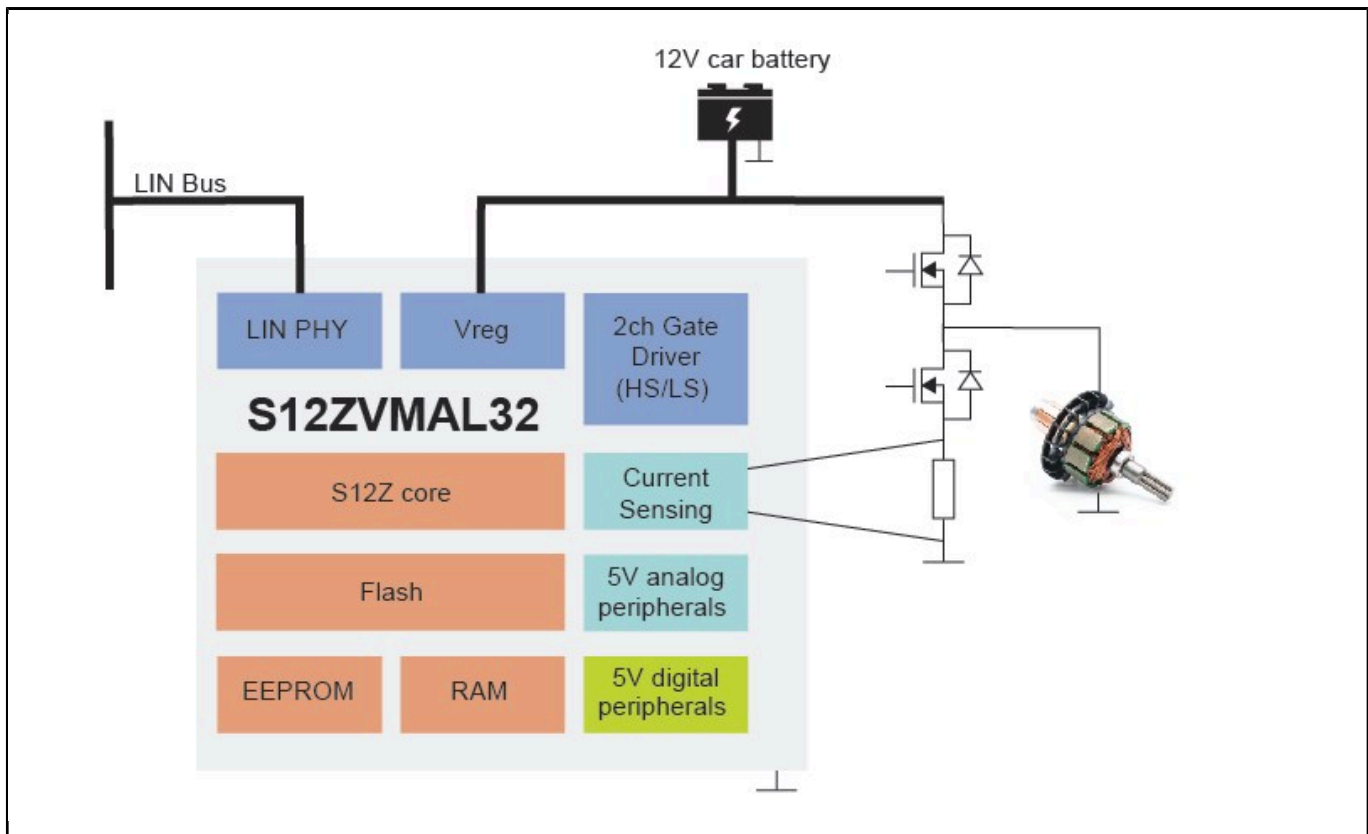 12V car battery
LIN Bus
LIN PHY
Vreg
2ch Gate
Driver
(HS/LS)
S12ZVMAL32
S12Z core
Current
Sensing
Flash
5V analog
peripherals
EEPROM
RAM
5V digital
peripherals